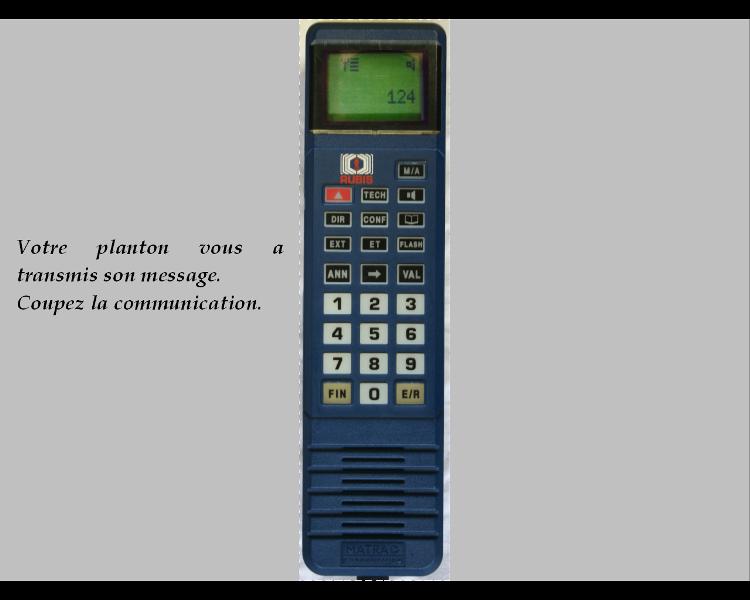 Votre planton vous a
transmis son message.
Coupez la communication.
124
RUBIS
M/A
TECH
DIR CONF
EXT ET FLASH
ANN VAL
1 2 3
4 5 6
7 8 9
FIN 0 E/R
MATRA